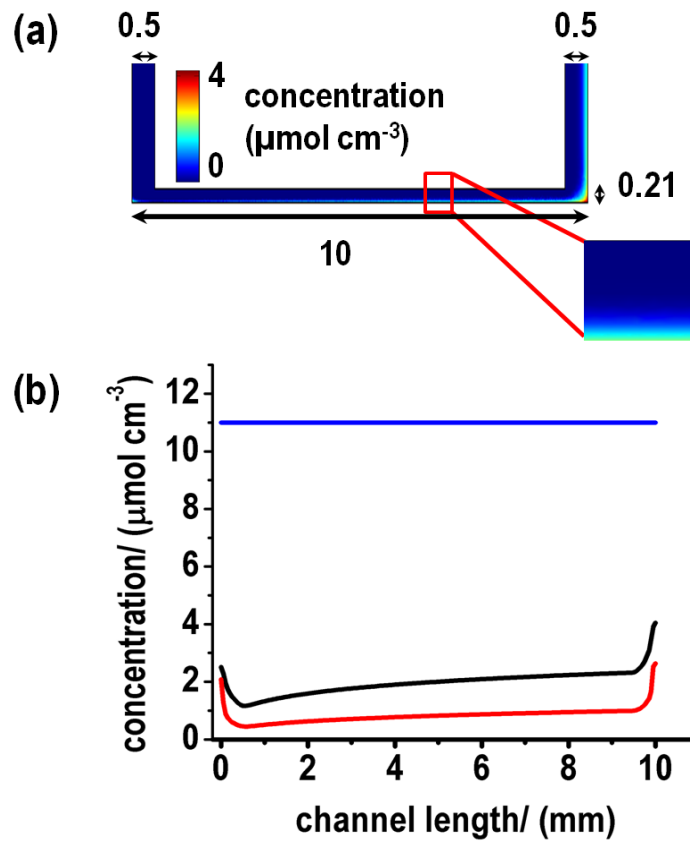 (a)
0.5
0.5
4
0
concentration
(μmol cm-3)
0.21
10
(b)
concentration/ (μmol cm-3)
12
10
8
6
4
2
0
0 2 4 6 8 10
channel length/ (mm)